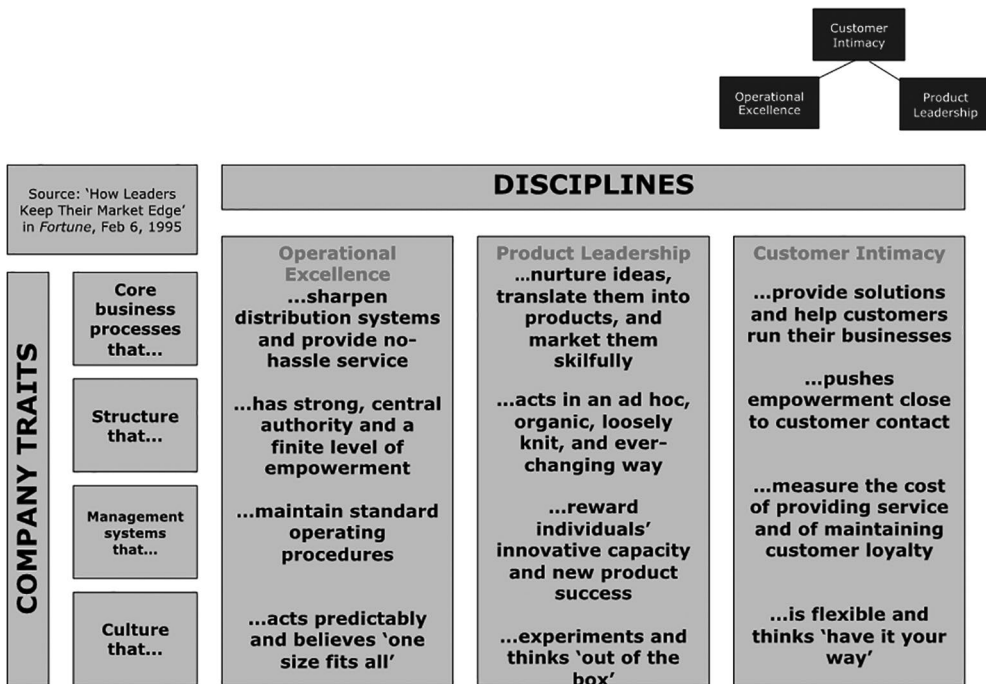 Customer
Intimacy
Operational
Excellence
Product
Leadership
Source: ‘How Leaders
Keep Their Market Edge’
in Fortune, Feb 6, 1995
DISCIPLINES
COMPANY TRAITS
Operational
Excellence
Product Leadership
Customer Intimacy
Core
business
processes
that...
...sharpen
distribution systems
and provide no-
hassle service
...nurture ideas,
translate them into
products, and
market them
skilfully
...provide solutions
and help customers
run their businesses
Structure
that...
...has strong, central
authority and a
finite level of
empowerment
...acts in an ad hoc,
organic, loosely
knit, and ever-
changing way
...pushes
empowerment close
to customer contact
Management
systems
that...
...maintain standard
operating
procedures
...reward
individuals’
innovative capacity
and new product
success
...measure the cost
of providing service
and of maintaining
customer loyalty
Culture
that...
...acts predictably
and believes ‘one
size fits all’
...experiments and
thinks ‘out of the
box’
...is flexible and
thinks ‘have it your
way’